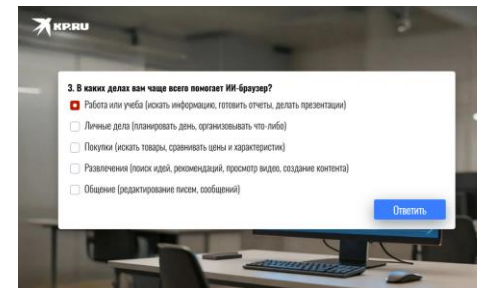 KP.RU
3. В каких делах вам чаще всего помогает ИИ-браузер?
Работа или учеба (искать информацию, готовить отчеты, делать презентации)
Личные дела (планировать день, организовывать что-либо)
Покупки (искать товары, сравнивать цены и характеристик)
Развлечения (поиск идей, рекомендаций, просмотр видео, создание контента)
Общение (редактирование писем, сообщений)
Ответить